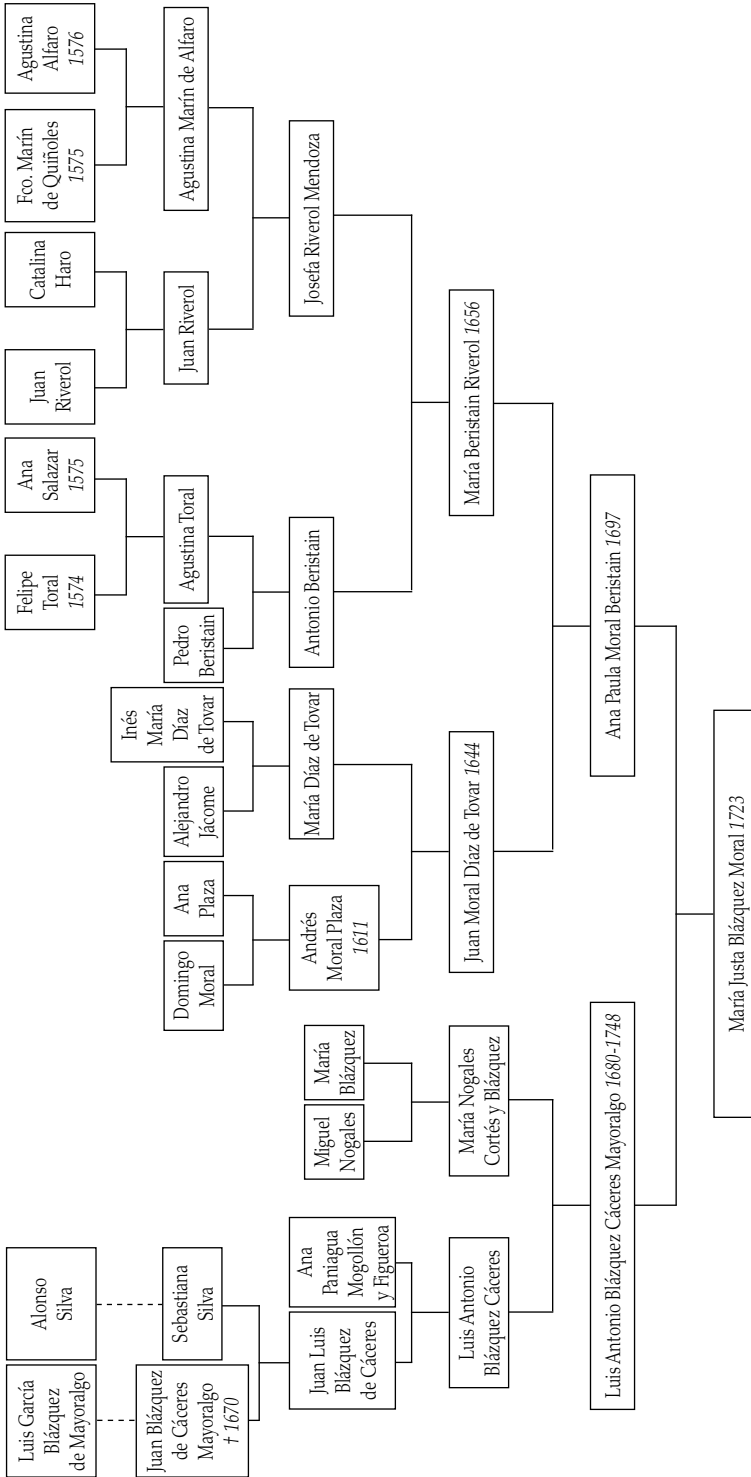 Luis García
Blázquez
de Mayoralgo
Alonso
Silva
Felipe
Toral
1574
Ana
Salazar
1575
Juan
Riverol
Catalina
Haro
Fco. Marín
de Quiñoles
1575
Agustina
Alfaro
1576
Juan Blázquez
de Cáceres
Mayoralgo
† 1670
Sebastiana
Silva
Domingo
Moral
Ana
Plaza
Alejandro
Jácome
Inés
María
Díaz
de Tovar
Pedro
Beristain
Agustina Toral
Juan Riverol
Agustina Marín de Alfaro
Juan Luis
Blázquez
de Cáceres
Ana
Paniagua
Mogollón
y Figueroa
Miguel
Nogales
María
Blázquez
Andrés
Moral Plaza
1611
María Díaz de Tovar
Antonio Beristain
Josefa Riverol Mendoza
Luis Antonio
Blázquez Cáceres
María Nogales
Cortés y Blázquez
Juan Moral Díaz de Tovar 1644
María Beristain Riverol 1656
Luis Antonio Blázquez Cáceres Mayoralgo 1680-1748
Ana Paula Moral Beristain 1697
María Justa Blázquez Moral 1723